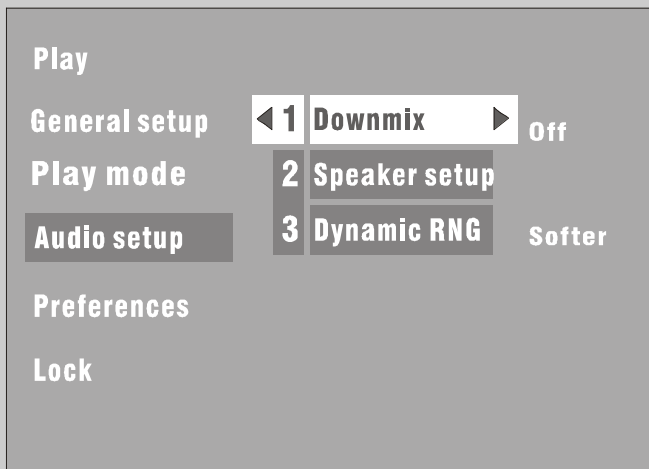 Play
General setup
1 Downmix Off
Play mode
2 Speaker setup
Audio setup
3 Dynamic RNG Softer
Preferences
Lock